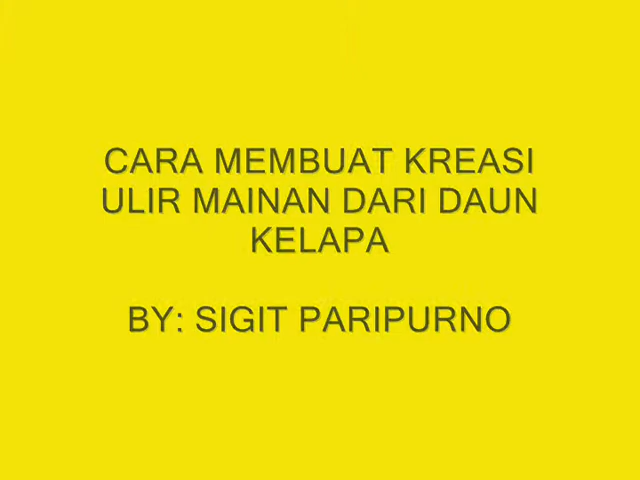 CARA MEMBUAT KREASI
ULIR MAINAN DARI DAUN
KELAPA
BY: SIGIT PARIPURNO